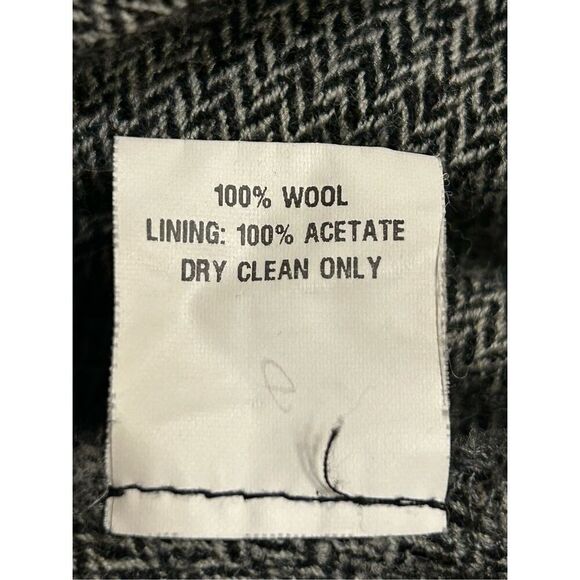 100% WOOL
LINING: 100% ACETATE
DRY CLEAN ONLY